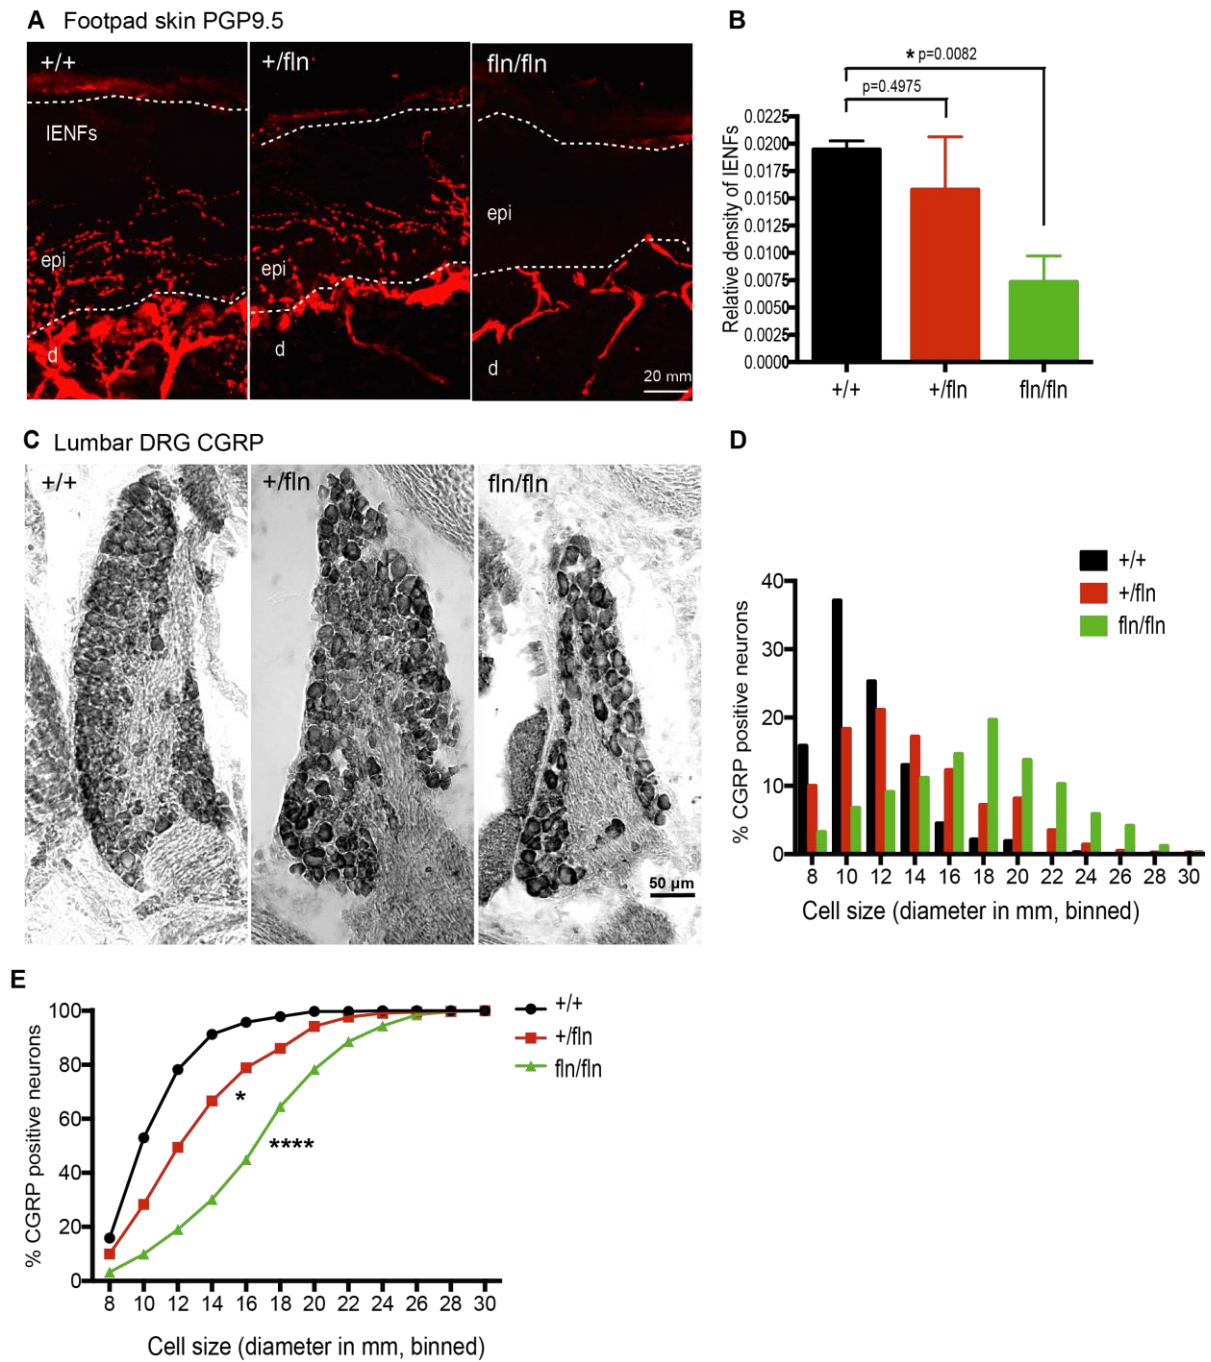 A Footpad skin PGP9.5
+/+
+/fln
fln/fln
IENFs
epi
epi
epi
d
d
d
20 mm
B
* p=0.0082
p=0.4975
Relative density of IENFs
0.0225
0.0200
0.0175
0.0150
0.0125
0.0100
0.0075
0.0050
0.0025
0.0000
+/+ +/fln fln/fln
C Lumbar DRG CGRP
+/+
+/fln
fln/fln
50 µm
D
+/+
+/fln
fln/fln
% CGRP positive neurons
40
30
20
10
0
8 10 12 14 16 18 20 22 24 26 28 30
Cell size (diameter in mm, binned)
E
+/+
+/fln
fln/fln
% CGRP positive neurons
100
80
60
40
20
0
*
****
8 10 12 14 16 18 20 22 24 26 28 30
Cell size (diameter in mm, binned)